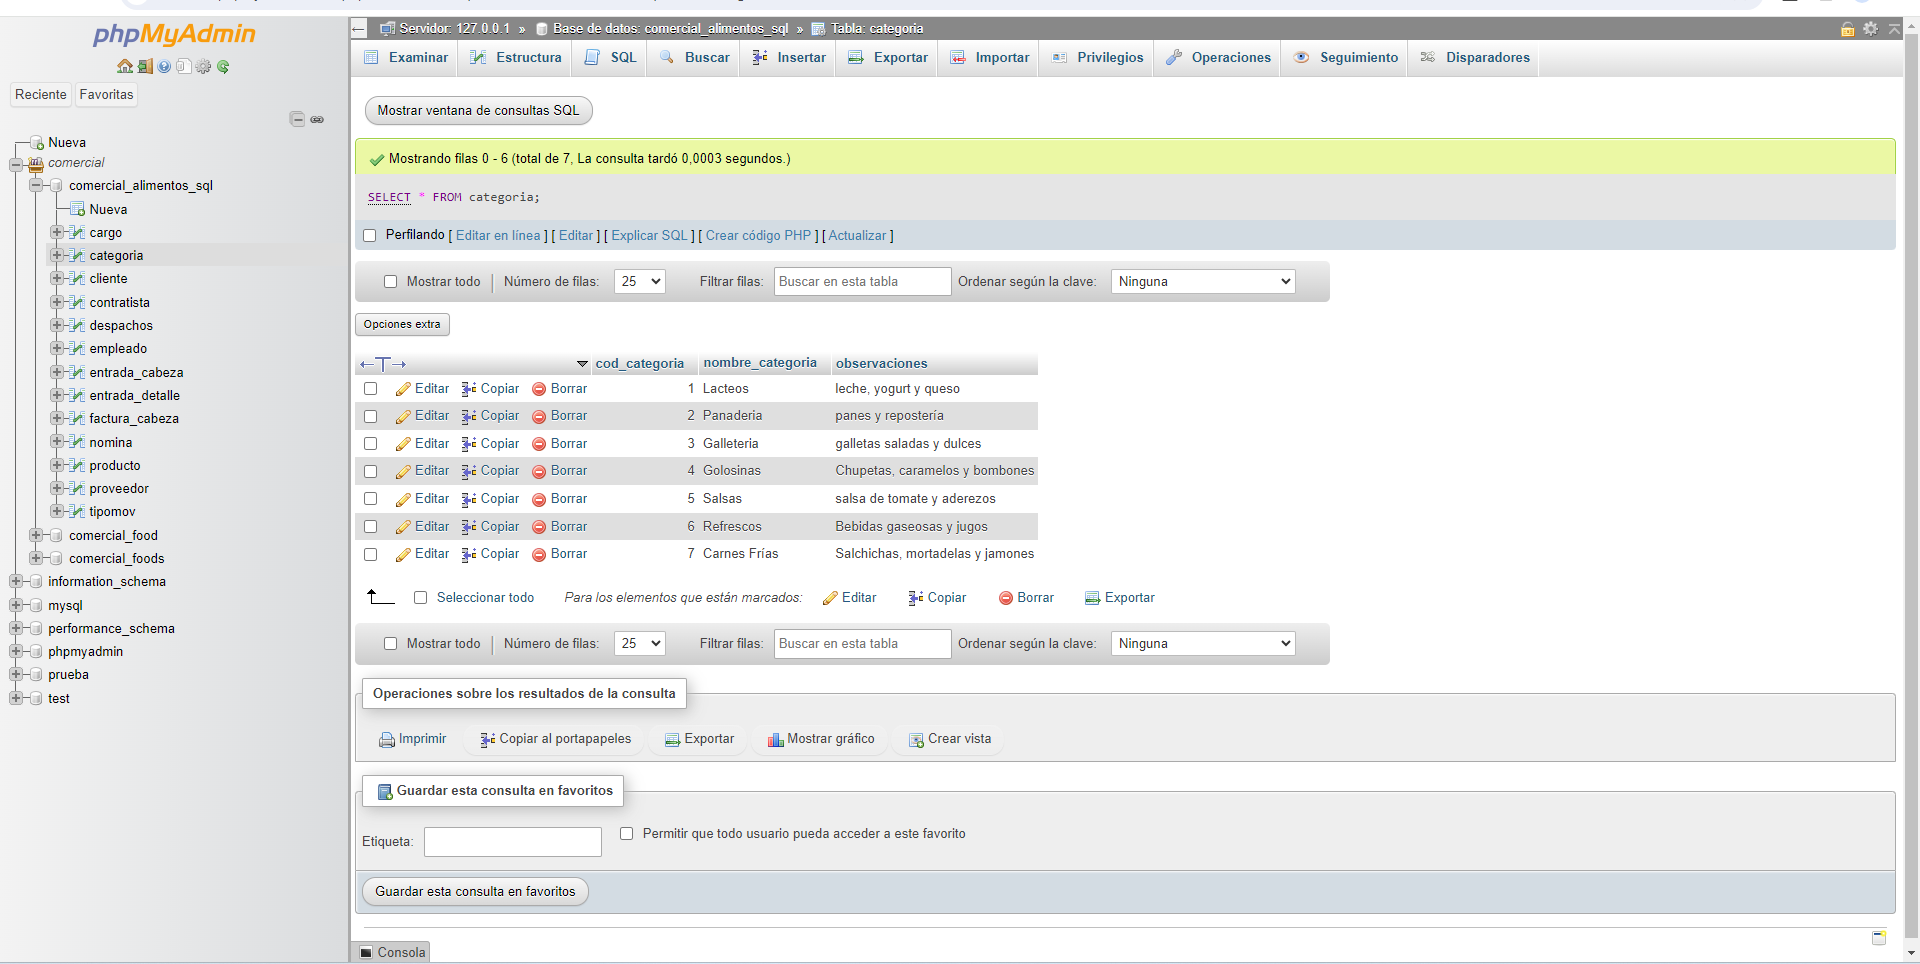 phpMyAdmin
Reciente
Favoritas
Nueva
comercial
comercial_alimentos_sql
Nueva
cargo
categoria
cliente
contratista
despachos
empleado
entrada_cabeza
entrada_detalle
factura_cabeza
nomina
producto
proveedor
tipomov
comercial_food
comercial_foods
information_schema
mysql
performance_schema
phpmyadmin
prueba
test
Servidor: 127.0.0.1 » Base de datos: comercial_alimentos_sql » Tabla: categoria
Examinar Estructura SQL Buscar Insertar Exportar Importar Privilegios Operaciones Seguimiento Disparadores
Mostrar ventana de consultas SQL
Mostrando filas 0 - 6 (total de 7, La consulta tardó 0,0003 segundos.)
SELECT * FROM categoria;
Perfilando [ Editar en línea ] [ Editar ] [ Explicar SQL ] [ Crear código PHP ] [ Actualizar ]
Mostrar todo Número de filas: 25 Filtrar filas: Buscar en esta tabla Ordenar según la clave: Ninguna
Opciones extra
cod_categoria nombre_categoria observaciones
Editar Copiar Borrar 1 Lacteos leche, yogurt y queso
Editar Copiar Borrar 2 Panaderia panes y repostería
Editar Copiar Borrar 3 Galleteria galletas saladas y dulces
Editar Copiar Borrar 4 Golosinas Chupetas, caramelos y bombones
Editar Copiar Borrar 5 Salsas salsa de tomate y aderezos
Editar Copiar Borrar 6 Refrescos Bebidas gaseosas y jugos
Editar Copiar Borrar 7 Carnes Frías Salchichas, mortadelas y jamones
Seleccionar todo Para los elementos que están marcados: Editar Copiar Borrar Exportar
Mostrar todo Número de filas: 25 Filtrar filas: Buscar en esta tabla Ordenar según la clave: Ninguna
Operaciones sobre los resultados de la consulta
Imprimir Copiar al portapapeles Exportar Mostrar gráfico Crear vista
Guardar esta consulta en favoritos
Etiqueta: Permitir que todo usuario pueda acceder a este favorito
Guardar esta consulta en favoritos
Consola